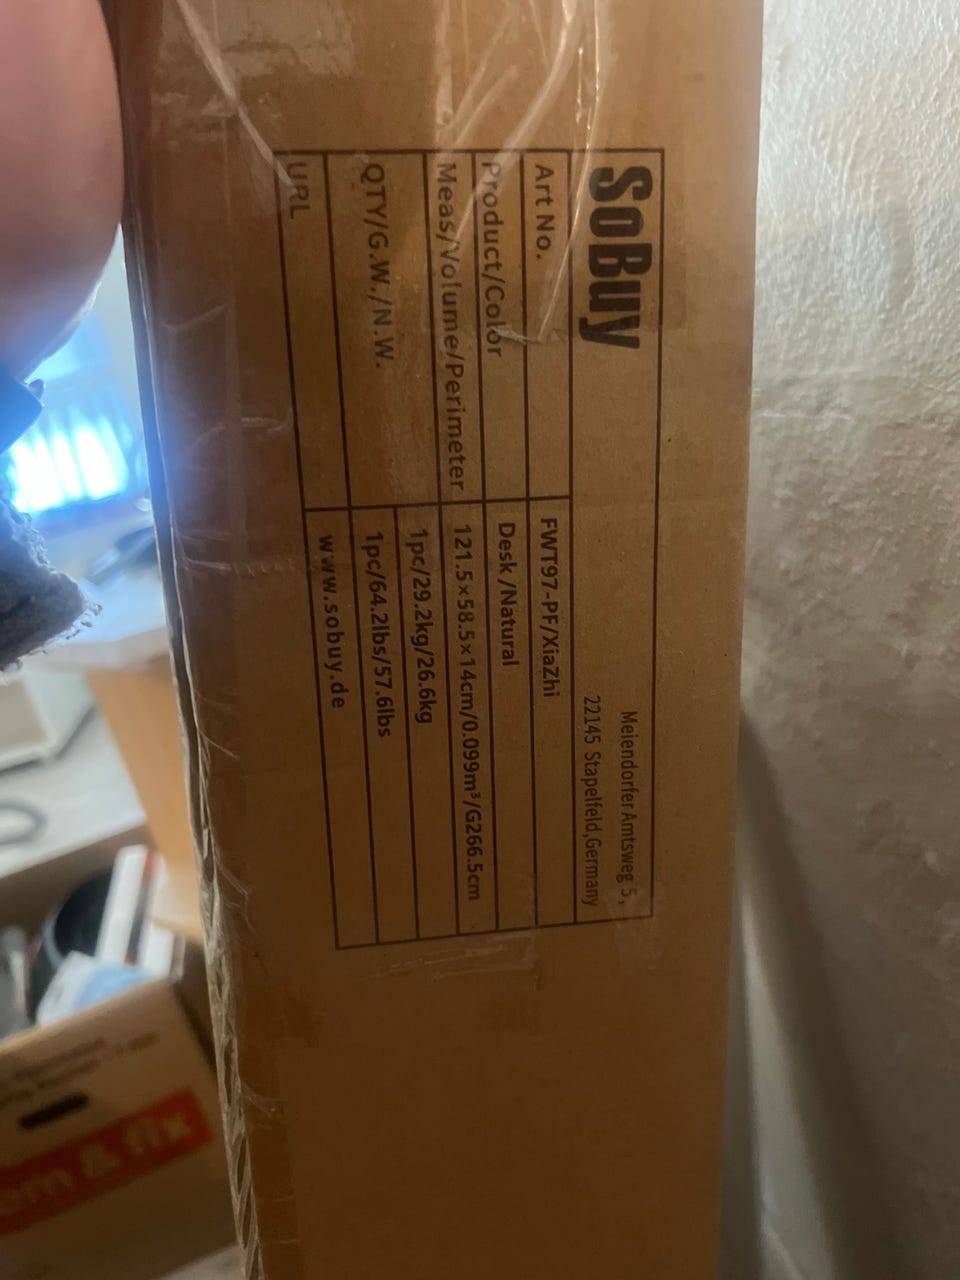 SoBuy
Meiendorfer Amtsweg 5,
22145 Stapelfeld,Germany
Art No. FWT97-PF/XiaZhi
Product/Color Desk/Natural
Meas/Volume/Perimeter 121.5×58.5×14cm/0.099m³/G266.5cm
QTY/G.W./N.W. 1pc/29.2kg/26.6kg
1pc/64.2lbs/57.6lbs
URL www.sobuy.de
& fix